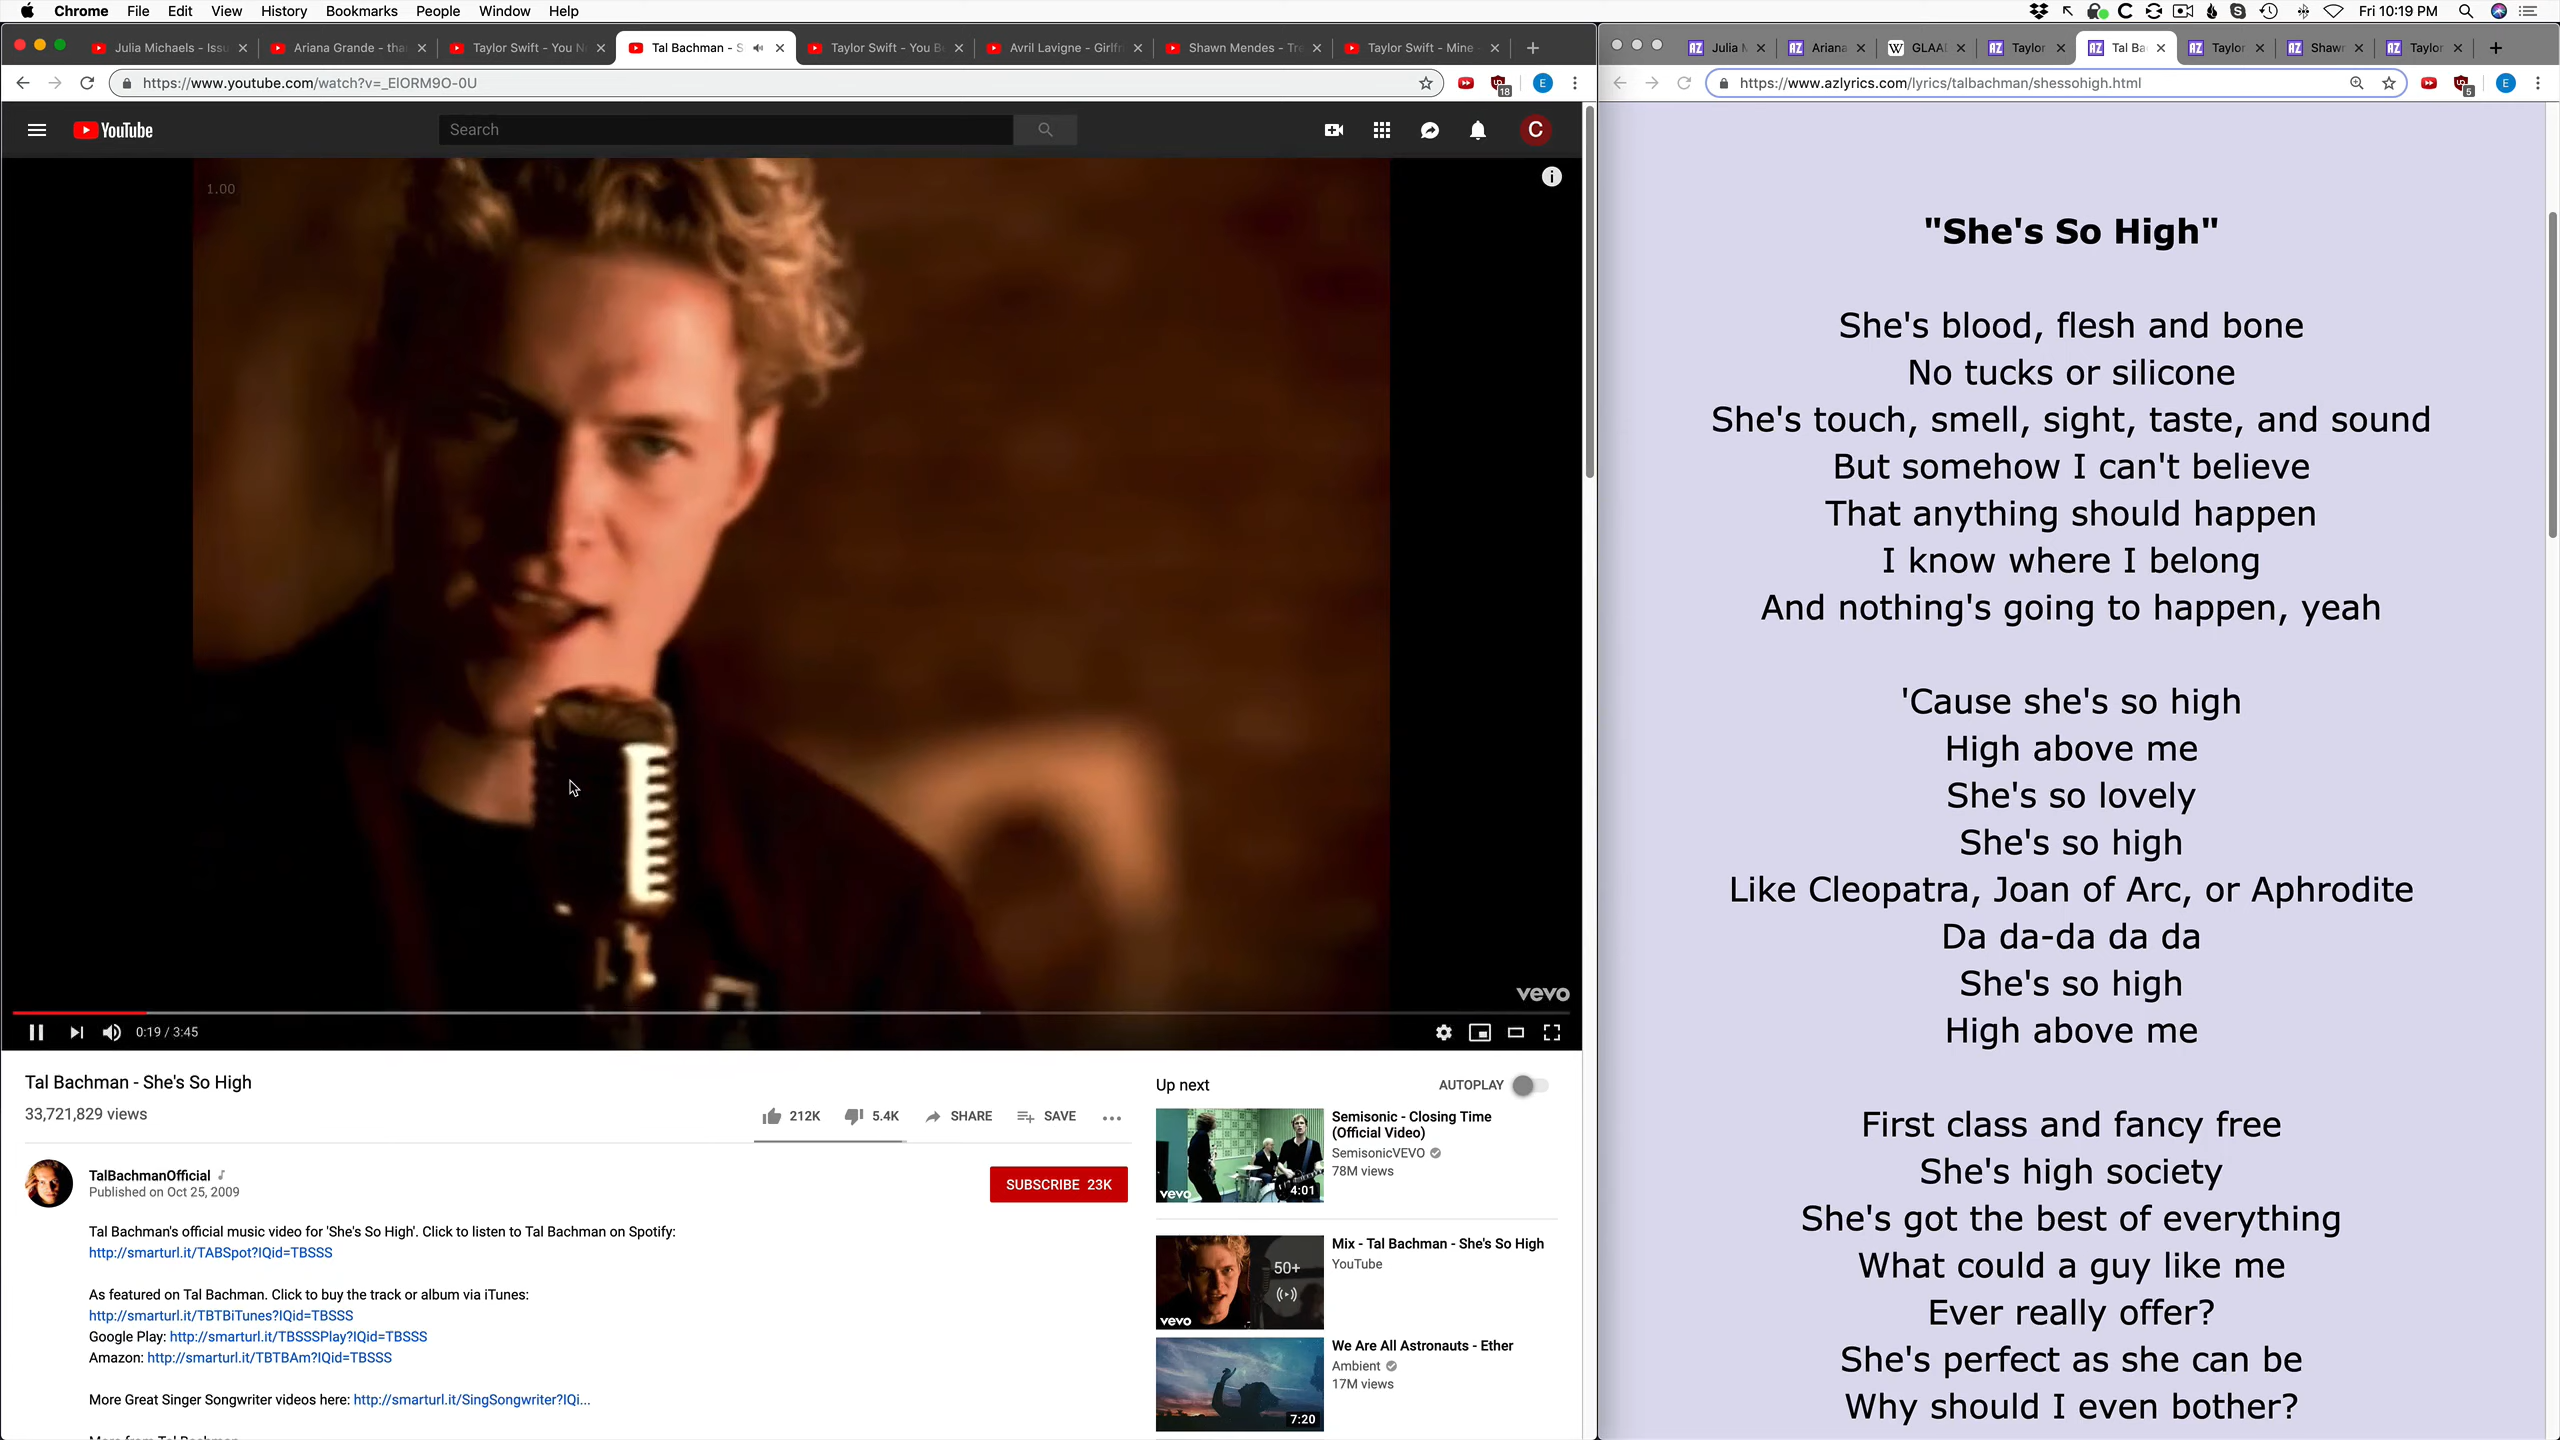 Chrome File Edit View History Bookmarks People Window Help
Fri 10:19 PM
Julia Michaels - Issu
Ariana Grande - tha
Taylor Swift - You N
Tal Bachman - S
Taylor Swift - You B
Avril Lavigne - Girlfr
Shawn Mendes - Tre
Taylor Swift - Mine -
https://www.youtube.com/watch?v=_ElORM9O-0U
18
E
YouTube
Search
C
1.00
vevo
0:19 / 3:45
Tal Bachman - She's So High
33,721,829 views
212K
5.4K
SHARE
SAVE
TalBachmanOfficial
Published on Oct 25, 2009
SUBSCRIBE 23K
Tal Bachman's official music video for 'She's So High'. Click to listen to Tal Bachman on Spotify:
http://smarturl.it/TABSpot?IQid=TBSSS
As featured on Tal Bachman. Click to buy the track or album via iTunes:
http://smarturl.it/TBTBiTunes?IQid=TBSSS
Google Play: http://smarturl.it/TBSSSPlay?IQid=TBSSS
Amazon: http://smarturl.it/TBTBAm?IQid=TBSSS
More Great Singer Songwriter videos here: http://smarturl.it/SingSongwriter?IQi...
Up next
AUTOPLAY
vevo
4:01
Semisonic - Closing Time
(Official Video)
SemisonicVEVO
78M views
vevo
50+
Mix - Tal Bachman - She's So High
YouTube
7:20
We Are All Astronauts - Ether
Ambient
17M views
AZ Julia M
AZ Ariana
W GLAA
AZ Taylor
AZ Tal Ba
AZ Taylor
AZ Shawn
AZ Taylor
https://www.azlyrics.com/lyrics/talbachman/shessohigh.html
5
E
"She's So High"
She's blood, flesh and bone
No tucks or silicone
She's touch, smell, sight, taste, and sound
But somehow I can't believe
That anything should happen
I know where I belong
And nothing's going to happen, yeah
'Cause she's so high
High above me
She's so lovely
She's so high
Like Cleopatra, Joan of Arc, or Aphrodite
Da da-da da da
She's so high
High above me
First class and fancy free
She's high society
She's got the best of everything
What could a guy like me
Ever really offer?
She's perfect as she can be
Why should I even bother?